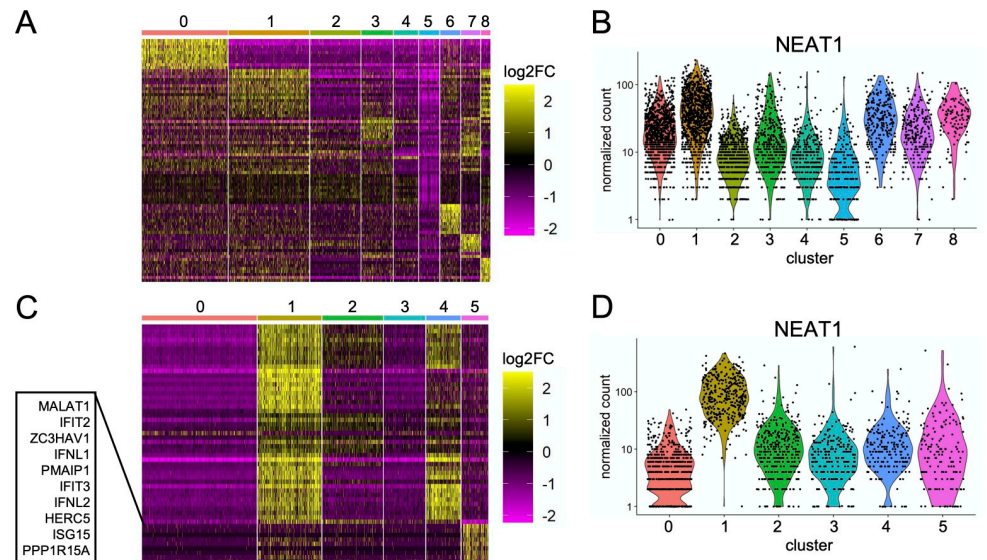 A
0 1 2 3 4 5 6 7 8
log2FC
2
1
0
-1
-2
B
NEAT1
normalized count
100
10
1
0 1 2 3 4 5 6 7 8
cluster
C
0 1 2 3 4 5
log2FC
2
1
0
-1
-2
MALAT1
IFIT2
ZC3HAV1
IFNL1
PMAIP1
IFIT3
IFNL2
HERC5
ISG15
PPP1R15A
D
NEAT1
normalized count
100
10
1
0 1 2 3 4 5
cluster